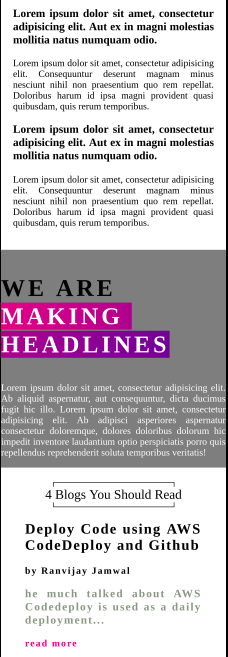 Lorem ipsum dolor sit amet, consectetur
adipisicing elit. Aut ex in magni molestias
mollitia natus numquam odio.
Lorem ipsum dolor sit amet, consectetur adipisicing
elit. Consequuntur deserunt magnam minus
nesciunt nihil non praesentium quo rem repellat.
Doloribus harum id ipsa magni provident quasi
quibusdam, quis rerum temporibus.
Lorem ipsum dolor sit amet, consectetur
adipisicing elit. Aut ex in magni molestias
mollitia natus numquam odio.
Lorem ipsum dolor sit amet, consectetur adipisicing
elit. Consequuntur deserunt magnam minus
nesciunt nihil non praesentium quo rem repellat.
Doloribus harum id ipsa magni provident quasi
quibusdam, quis rerum temporibus.
WE ARE
MAKING
HEADLINES
Lorem ipsum dolor sit amet, consectetur adipisicing elit.
Ab aliquid aspernatur, aut consequuntur, dicta ducimus
fugit hic illo. Lorem ipsum dolor sit amet, consectetur
adipisicing elit. Ab adipisci asperiores aspernatur
consectetur doloremque, dolores doloribus dolorum hic
impedit inventore laudantium optio perspiciatis porro quis
repellendus reprehenderit soluta temporibus veritatis!
4 Blogs You Should Read
Deploy Code using AWS
CodeDeploy and Github
by Ranvijay Jamwal
he much talked about AWS
Codedeploy is used as a daily
deployment...
read more